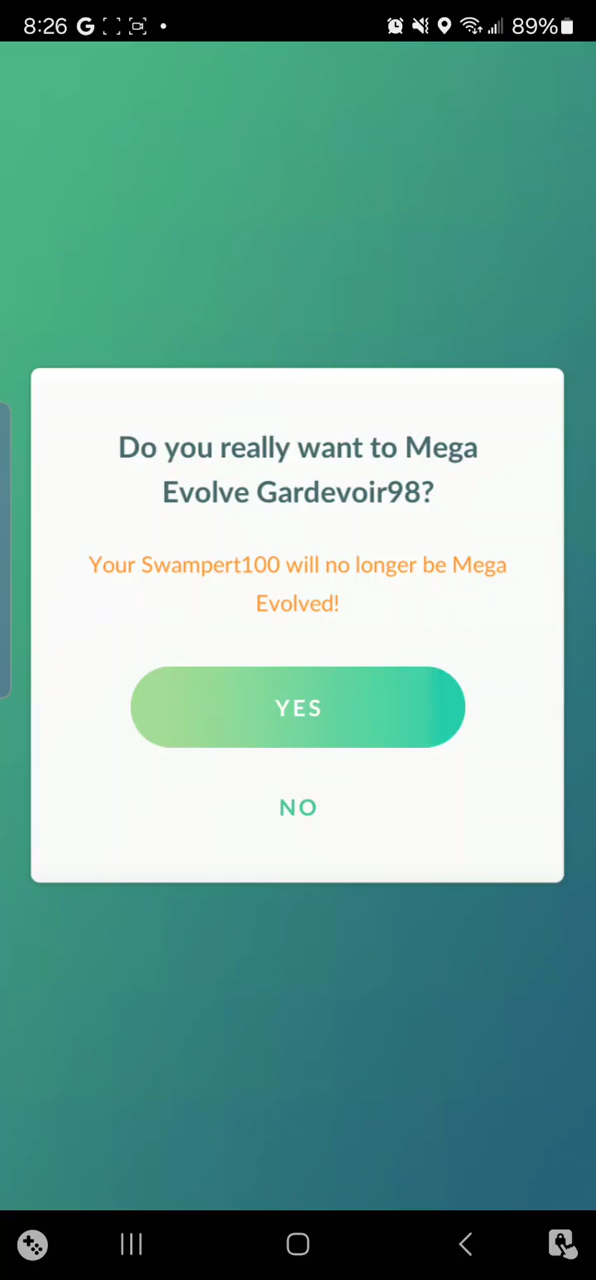 8:26 G 89%
Do you really want to Mega
Evolve Gardevoir98?
Your Swampert100 will no longer be Mega
Evolved!
YES
NO